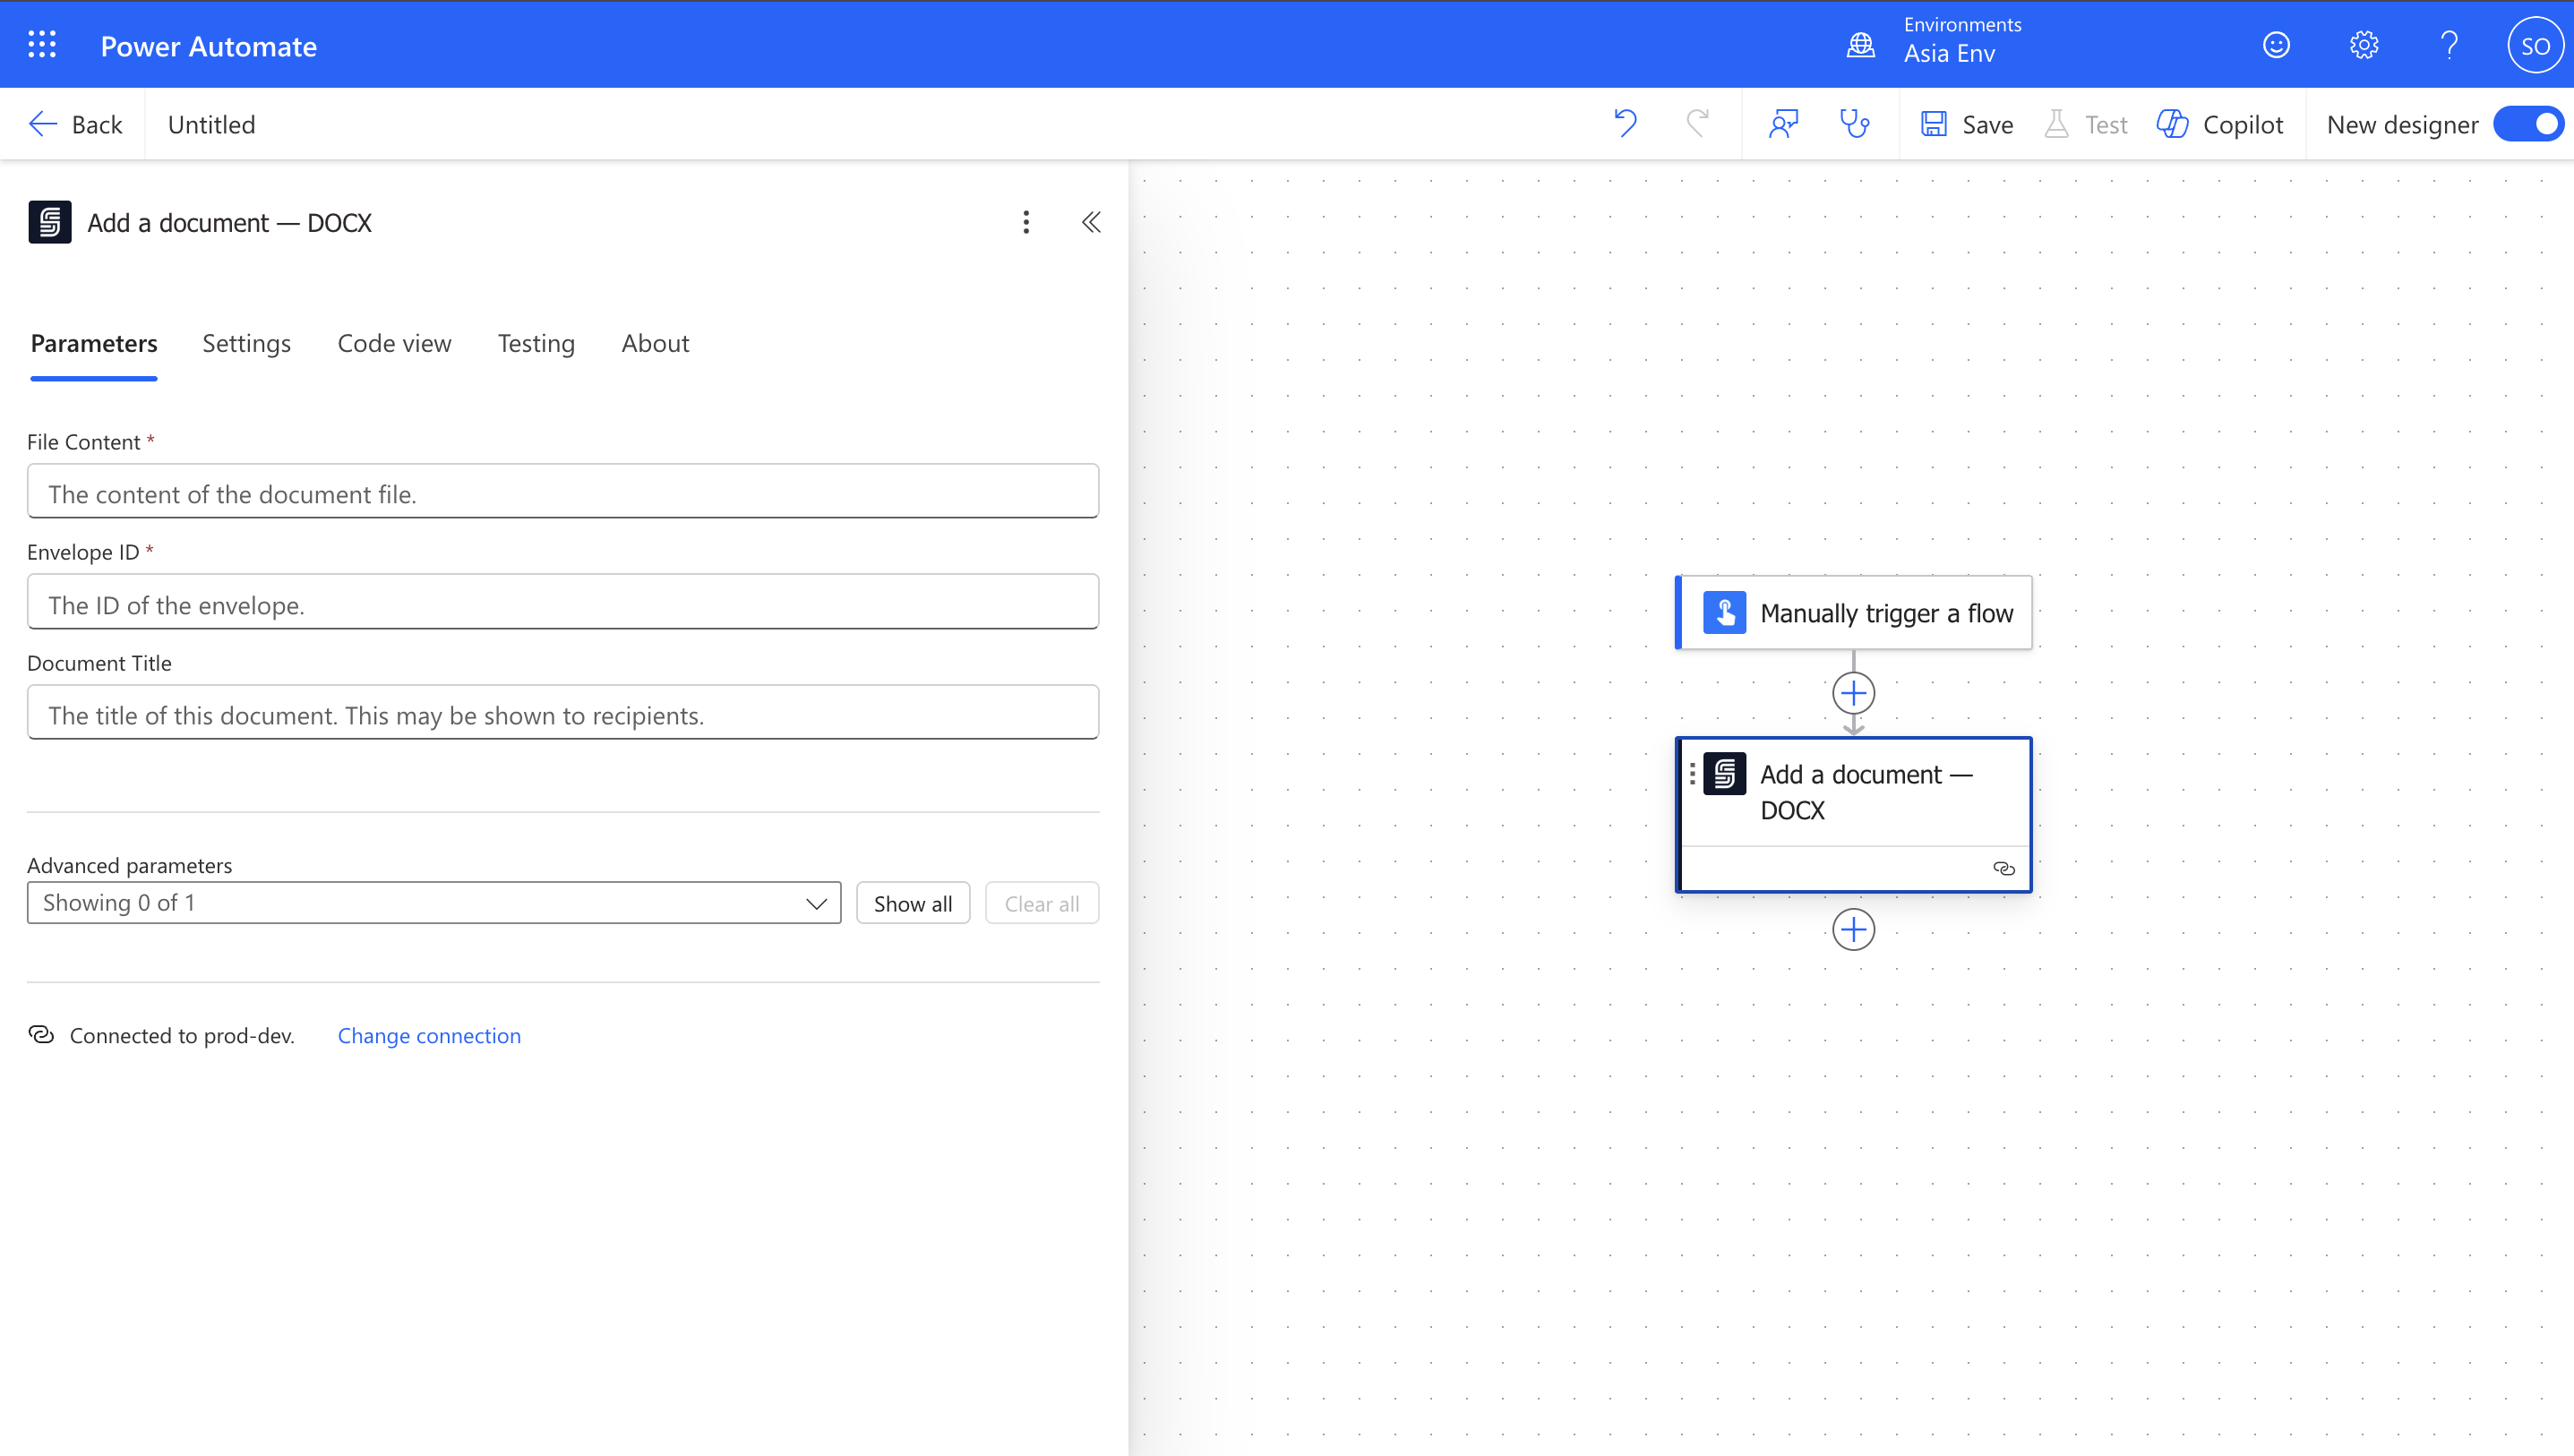 Power Automate
Environments
Asia Env
SO
Back
Untitled
Save
Test
Copilot
New designer
Add a document — DOCX
Parameters
Settings
Code view
Testing
About
File Content *
The content of the document file.
Envelope ID *
The ID of the envelope.
Document Title
The title of this document. This may be shown to recipients.
Advanced parameters
Showing 0 of 1
Show all
Clear all
Connected to prod-dev.
Change connection
Manually trigger a flow
Add a document —
DOCX